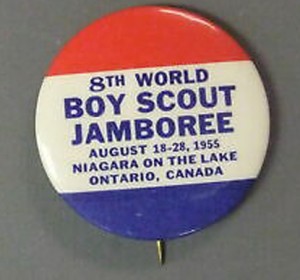 8TH WORLD
BOY SCOUT
JAMBOREE
AUGUST 18-28, 1955
NIAGARA ON THE LAKE
ONTARIO, CANADA